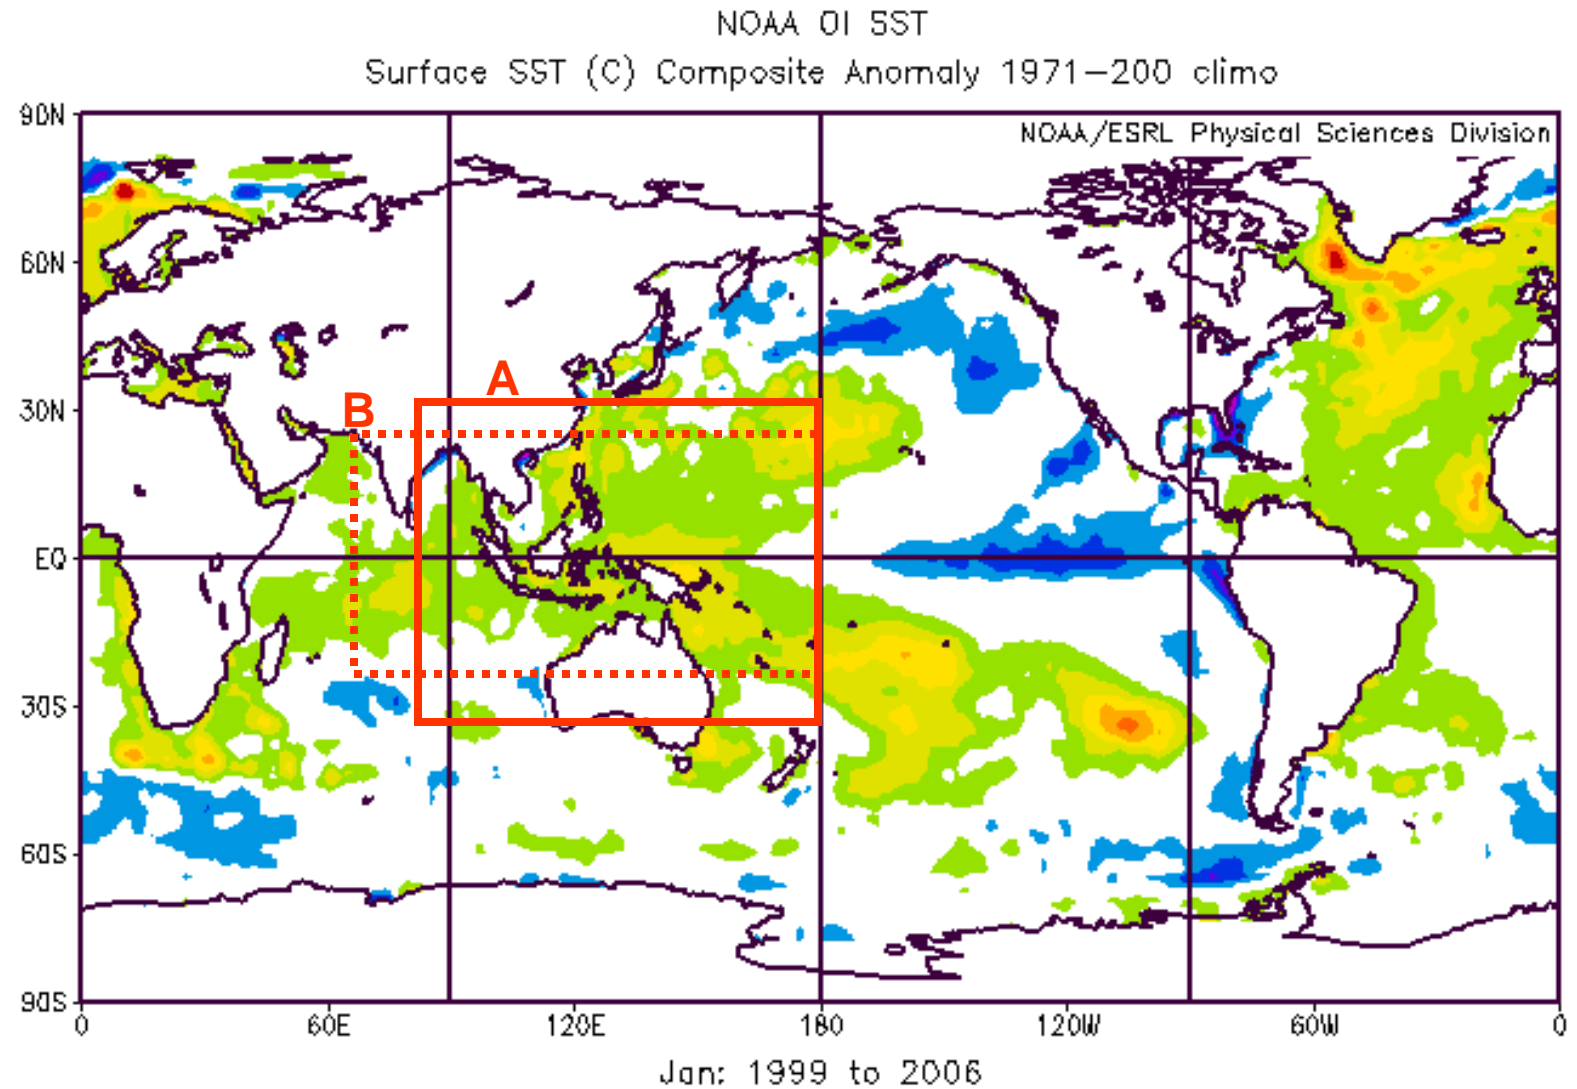 NOAA OI SST
Surface SST (C) Composite Anomaly 1971-200 climo
NOAA/ESRL Physical Sciences Division
90N
60N
30N
EQ
30S
60S
90S
A
B
0 60E 120E 180 120W 60W 0
Jan: 1999 to 2006